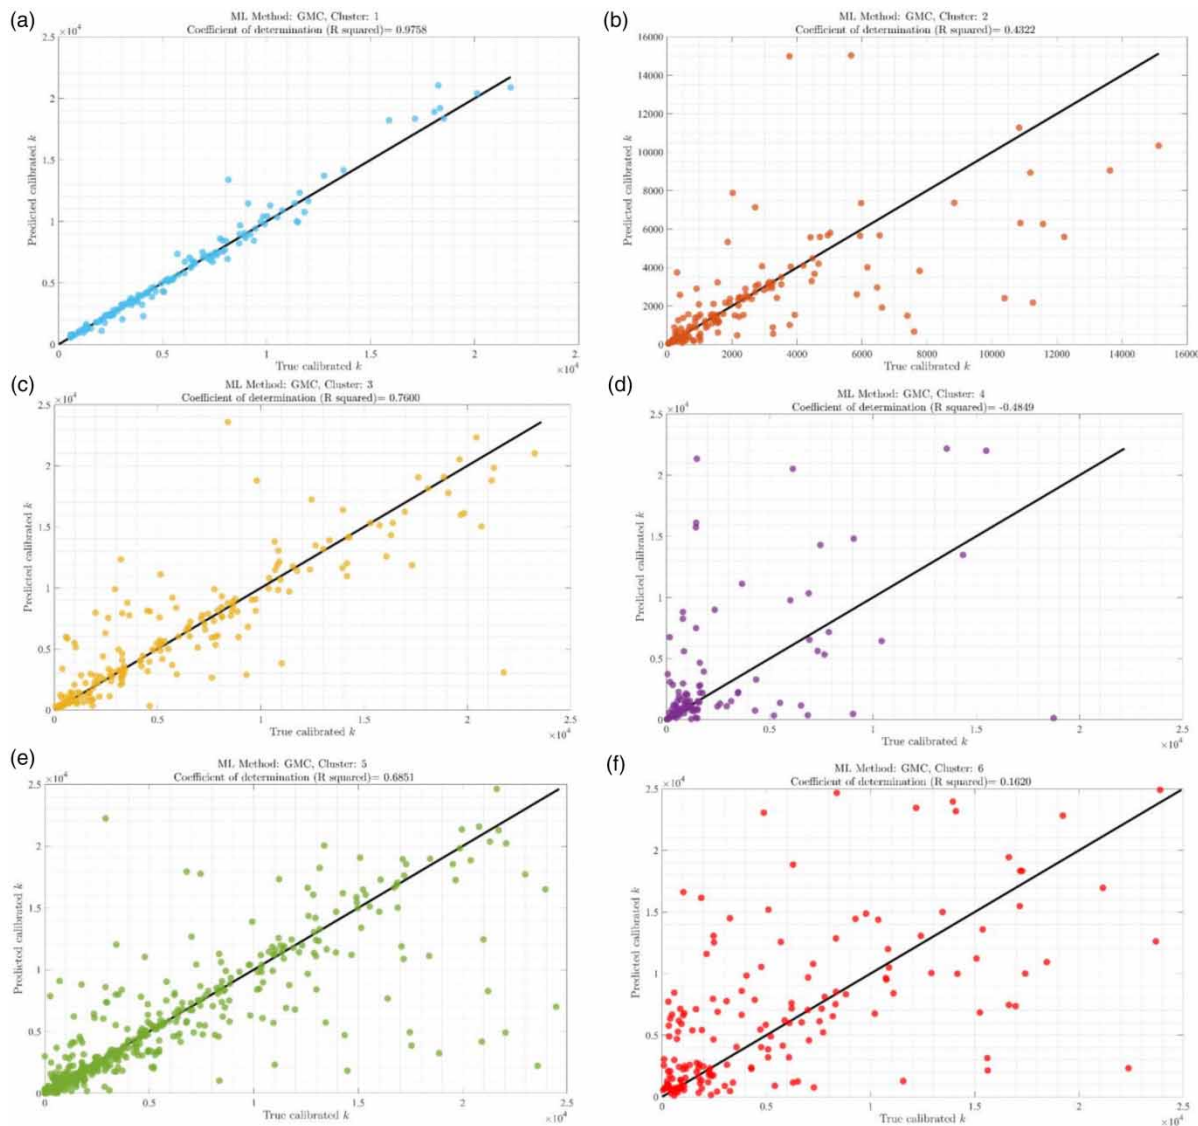 (a)
ML Method: GMC, Cluster: 1
Coefficient of determination (R squared)= 0.9758
×10⁴
2.5
2
1.5
1
0.5
0
Predicted calibrated k
0 0.5 1 1.5 2 2.5
True calibrated k
×10⁴
(b)
ML Method: GMC, Cluster: 2
Coefficient of determination (R squared)= 0.4322
16000
14000
12000
10000
8000
6000
4000
2000
0
Predicted calibrated k
0 2000 4000 6000 8000 10000 12000 14000 16000
True calibrated k
(c)
ML Method: GMC, Cluster: 3
Coefficient of determination (R squared)= 0.7600
×10⁴
2.5
2
1.5
1
0.5
0
Predicted calibrated k
0 0.5 1 1.5 2 2.5
True calibrated k
×10⁴
(d)
ML Method: GMC, Cluster: 4
Coefficient of determination (R squared)= -0.4849
×10⁴
2.5
2
1.5
1
0.5
0
Predicted calibrated k
0 0.5 1 1.5 2 2.5
True calibrated k
×10⁴
(e)
ML Method: GMC, Cluster: 5
Coefficient of determination (R squared)= 0.6851
×10⁴
2.5
2
1.5
1
0.5
0
Predicted calibrated k
0 0.5 1 1.5 2 2.5
True calibrated k
×10⁴
(f)
ML Method: GMC, Cluster: 6
Coefficient of determination (R squared)= 0.1620
×10⁴
2.5
2
1.5
1
0.5
0
Predicted calibrated k
0 0.5 1 1.5 2 2.5
True calibrated k
×10⁴